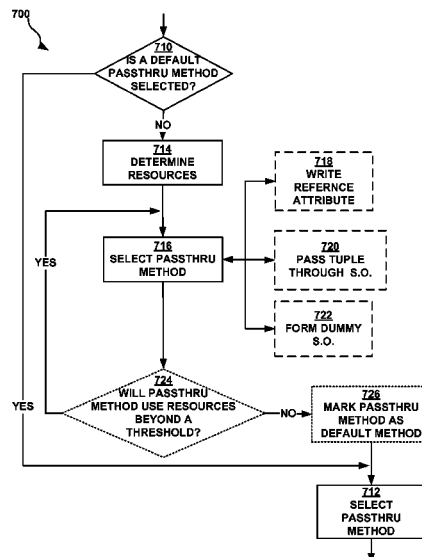 700
710
IS A DEFAULT
PASSTHRU METHOD
SELECTED?
NO
714
DETERMINE
RESOURCES
718
WRITE
REFERNCE
ATTRIBUTE
YES
716
SELECT PASSTHRU
METHOD
720
PASS TUPLE
THROUGH S.O.
722
FORM DUMMY
S.O.
724
WILL PASSTHRU
METHOD USE RESOURCES
BEYOND A
THRESHOLD?
YES
NO
726
MARK PASSTHRU
METHOD AS
DEFAULT METHOD
712
SELECT
PASSTHRU
METHOD